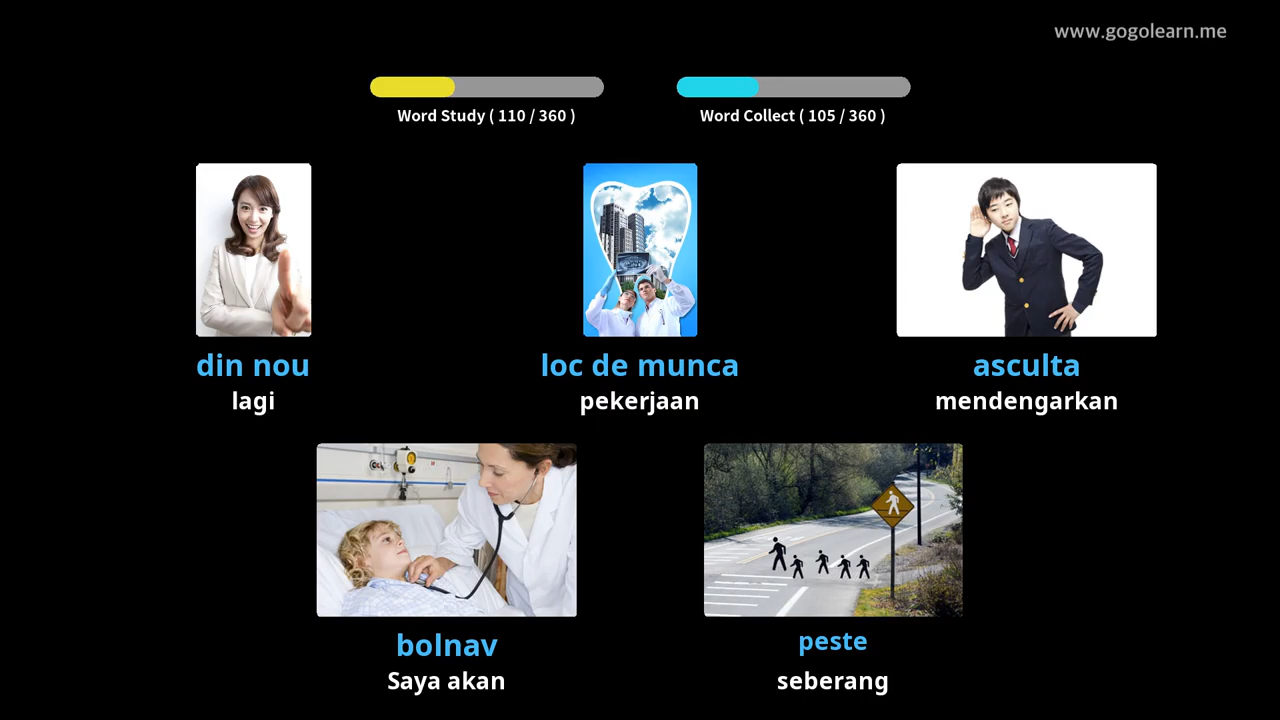 www.gogolearn.me
Word Study ( 110 / 360 )
Word Collect ( 105 / 360 )
din nou
lagi
loc de munca
pekerjaan
asculta
mendengarkan
bolnav
Saya akan
peste
seberang